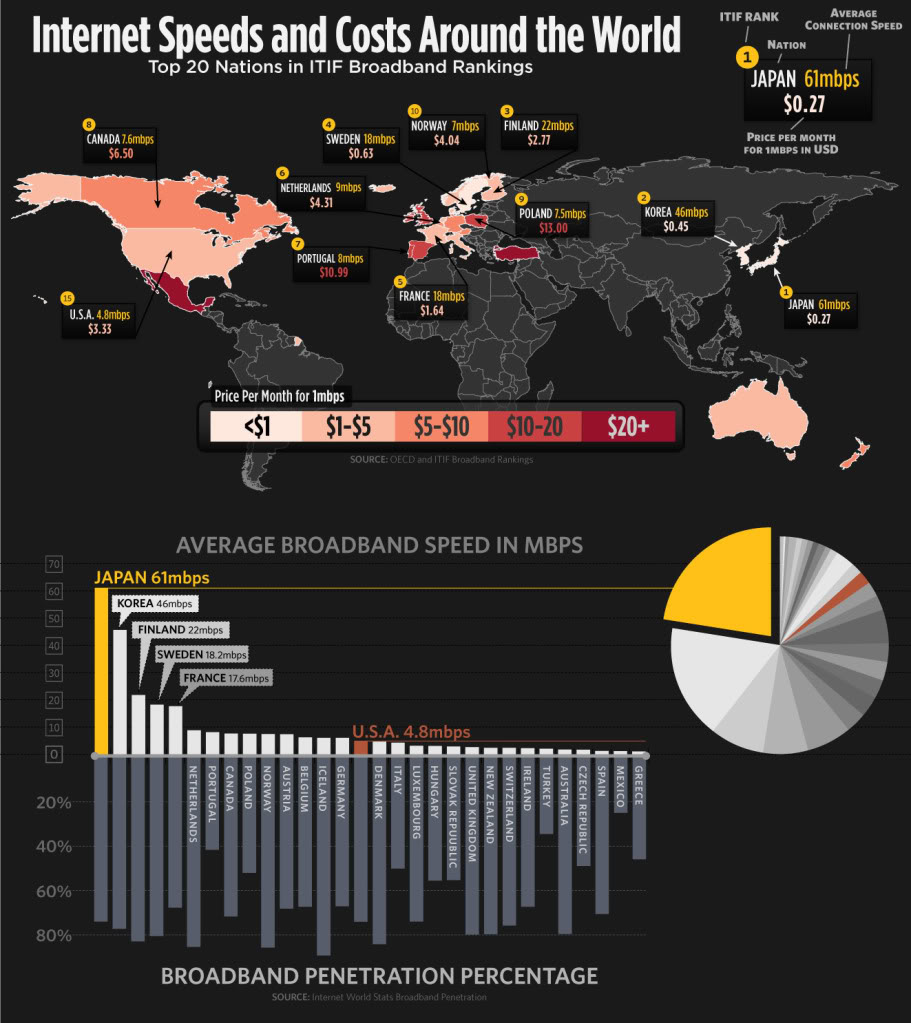 Internet Speeds and Costs Around the World
Top 20 Nations in ITIF Broadband Rankings
ITIF RANK
AVERAGE
CONNECTION SPEED
NATION
1
JAPAN 61mbps
$0.27
PRICE PER MONTH
FOR 1MBPS IN USD
8
CANADA 7.6mbps
$6.50
4
SWEDEN 18mbps
$0.63
10
NORWAY 7mbps
$4.04
3
FINLAND 22mbps
$2.77
6
NETHERLANDS 9mbps
$4.31
9
POLAND 7.5mbps
$13.00
2
KOREA 46mbps
$0.45
7
PORTUGAL 8mbps
$10.99
5
FRANCE 18mbps
$1.64
15
U.S.A. 4.8mbps
$3.33
1
JAPAN 61mbps
$0.27
Price Per Month for 1mbps
<$1 $1-$5 $5-$10 $10-20 $20+
SOURCE: OECD and ITIF Broadband Rankings
AVERAGE BROADBAND SPEED IN MBPS
70
60
50
40
30
20
10
0
JAPAN 61mbps
KOREA 46mbps
FINLAND 22mbps
SWEDEN 18.2mbps
FRANCE 17.6mbps
U.S.A. 4.8mbps
NETHERLANDS
PORTUGAL
CANADA
POLAND
NORWAY
AUSTRIA
BELGIUM
ICELAND
GERMANY
DENMARK
ITALY
LUXEMBOURG
HUNGARY
SLOVAK REPUUBLIC
UNITED KINGDOM
NEW ZEALAND
SWITZERLAND
IRELAND
TURKEY
AUSTRALIA
CZECH REPUBLIC
SPAIN
MEXICO
GREECE
20%
40%
60%
80%
BROADBAND PENETRATION PERCENTAGE
SOURCE: Internet World Stats Broadband Penetration